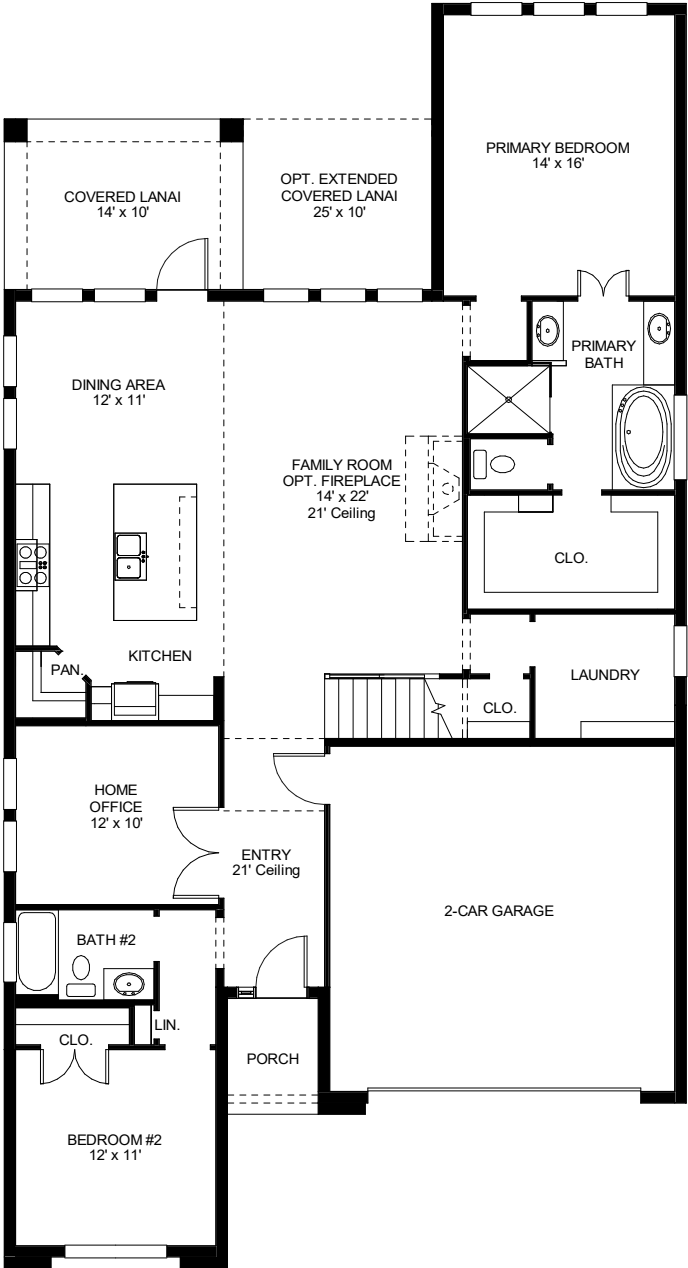 PRIMARY BEDROOM
14' x 16'
COVERED LANAI
14' x 10'
OPT. EXTENDED
COVERED LANAI
25' x 10'
PRIMARY
BATH
DINING AREA
12' x 11'
FAMILY ROOM
OPT. FIREPLACE
14' x 22'
21' Ceiling
CLO.
KITCHEN
PAN.
LAUNDRY
CLO.
HOME
OFFICE
12' x 10'
ENTRY
21' Ceiling
2-CAR GARAGE
BATH #2
LIN.
CLO.
PORCH
BEDROOM #2
12' x 11'